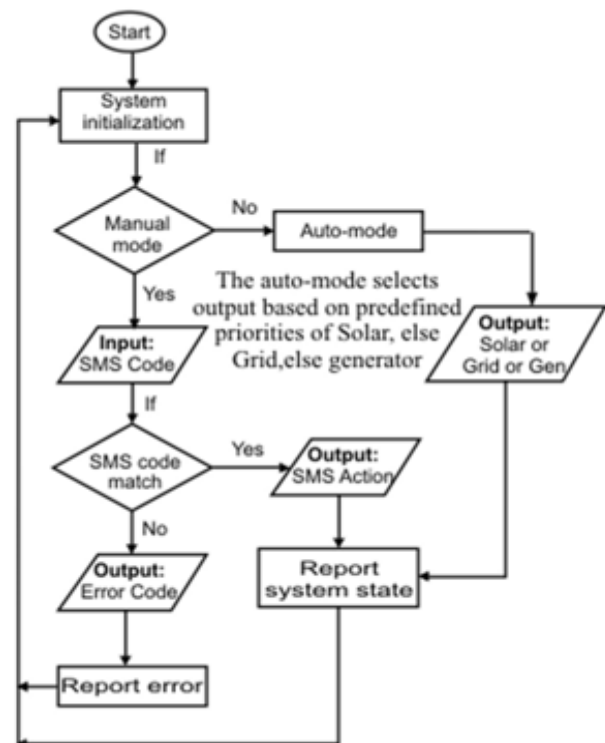 Start
System
initialization
If
Manual
mode
No
Auto-mode
Yes
The auto-mode selects
output based on predefined
priorities of Solar, else
Grid,else generator
Output:
Solar or
Grid or Gen
Input:
SMS Code
If
SMS code
match
Yes
Output:
SMS Action
No
Output:
Error Code
Report
system state
Report error